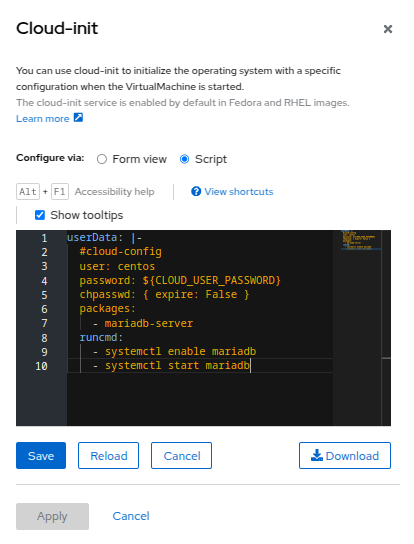 Cloud-init
You can use cloud-init to initialize the operating system with a specific
configuration when the VirtualMachine is started.
The cloud-init service is enabled by default in Fedora and RHEL images.
Learn more
Configure via: Form view Script
Alt + F1 Accessibility help View shortcuts
Show tooltips
1 userData: |-
2 #cloud-config
3 user: centos
4 password: ${CLOUD_USER_PASSWORD}
5 chpasswd: { expire: False }
6 packages:
7 - mariadb-server
8 runcmd:
9 - systemctl enable mariadb
10 - systemctl start mariadb
Save Reload Cancel Download
Apply Cancel